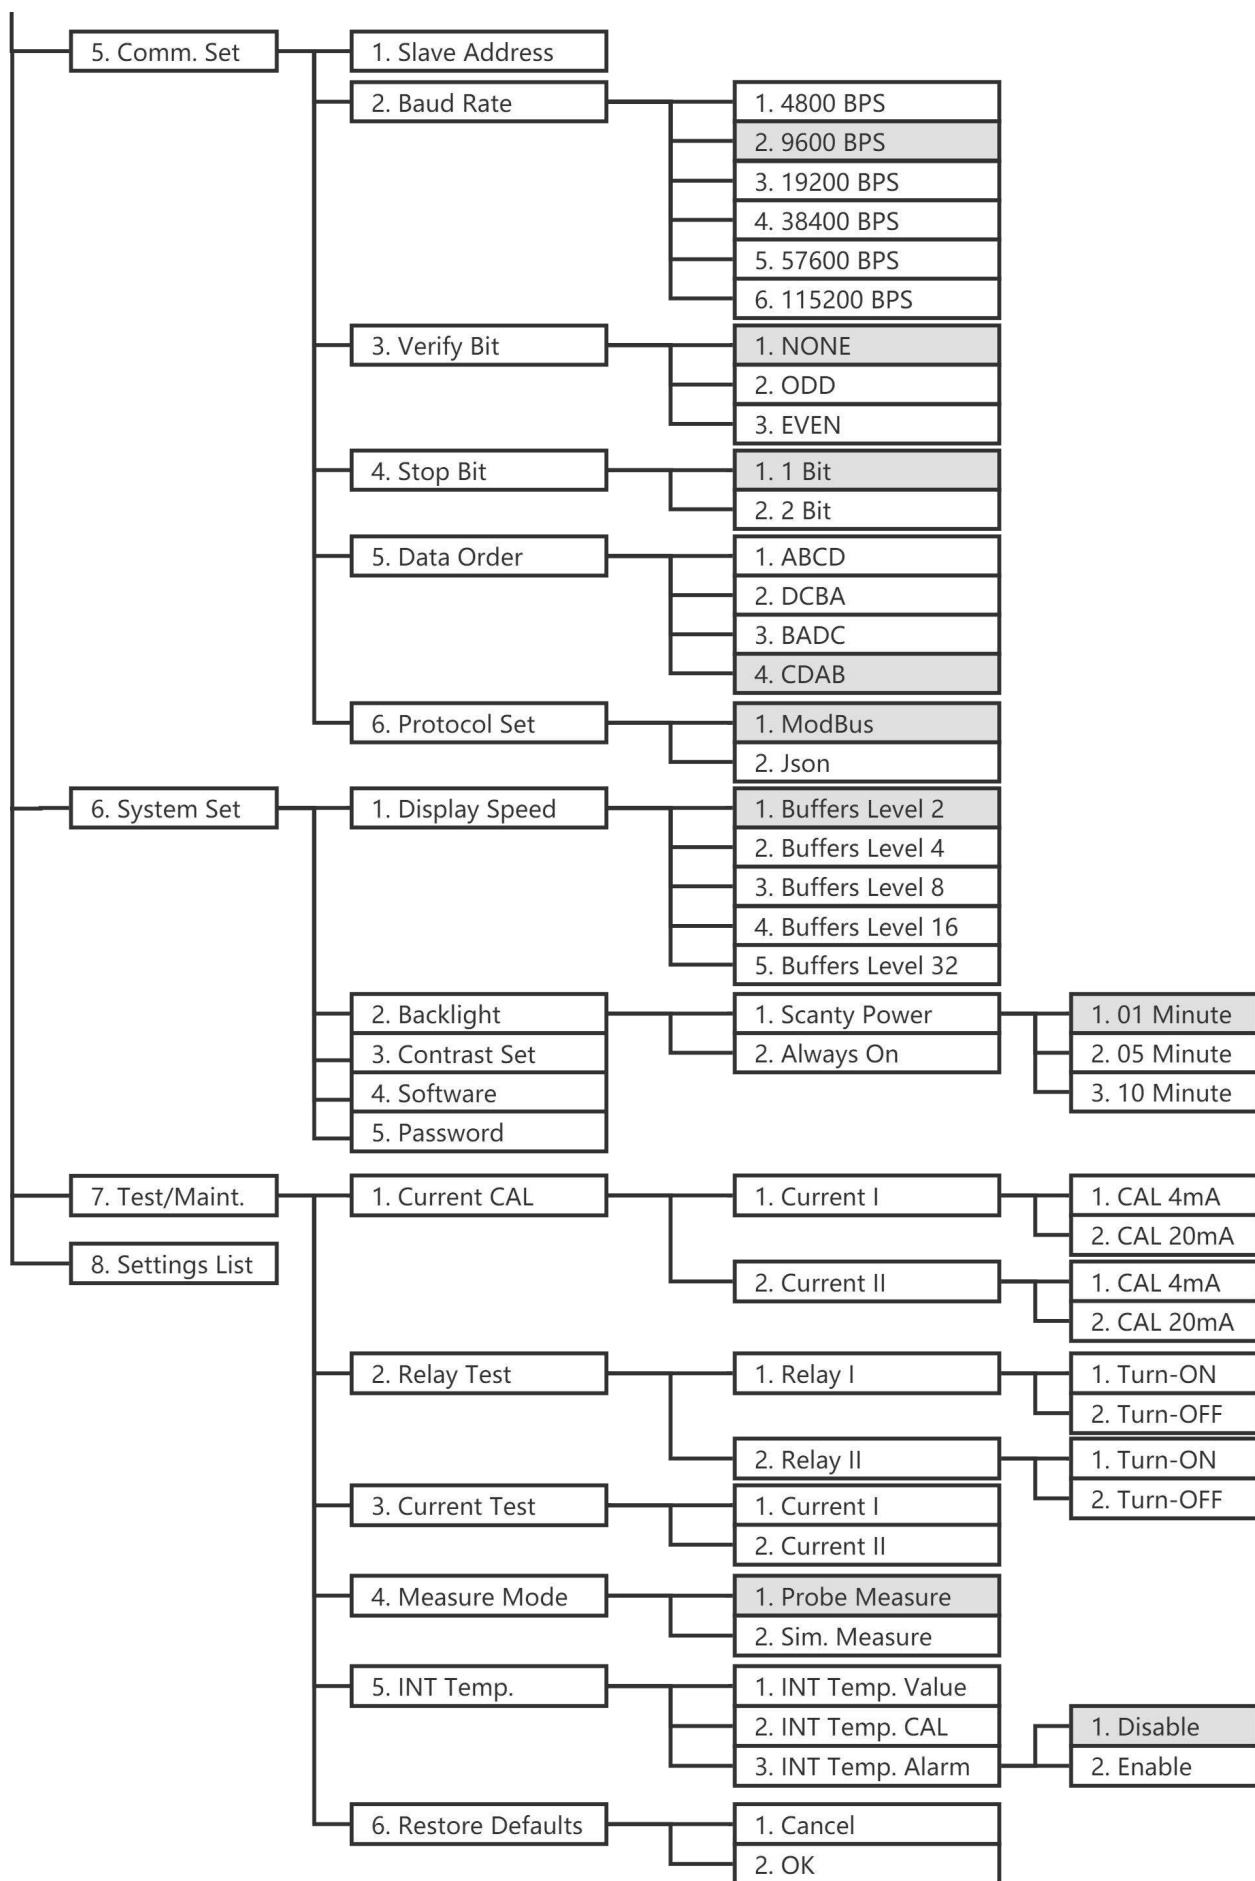 5. Comm. Set
1. Slave Address
2. Baud Rate
1. 4800 BPS
2. 9600 BPS
3. 19200 BPS
4. 38400 BPS
5. 57600 BPS
6. 115200 BPS
3. Verify Bit
1. NONE
2. ODD
3. EVEN
4. Stop Bit
1. 1 Bit
2. 2 Bit
5. Data Order
1. ABCD
2. DCBA
3. BADC
4. CDAB
6. Protocol Set
1. ModBus
2. Json
6. System Set
1. Display Speed
1. Buffers Level 2
2. Buffers Level 4
3. Buffers Level 8
4. Buffers Level 16
5. Buffers Level 32
2. Backlight
1. Scanty Power
1. 01 Minute
2. 05 Minute
3. 10 Minute
2. Always On
3. Contrast Set
4. Software
5. Password
7. Test/Maint.
1. Current CAL
1. Current I
1. CAL 4mA
2. CAL 20mA
2. Current II
1. CAL 4mA
2. CAL 20mA
2. Relay Test
1. Relay I
1. Turn-ON
2. Turn-OFF
2. Relay II
1. Turn-ON
2. Turn-OFF
3. Current Test
1. Current I
2. Current II
4. Measure Mode
1. Probe Measure
2. Sim. Measure
5. INT Temp.
1. INT Temp. Value
2. INT Temp. CAL
3. INT Temp. Alarm
1. Disable
2. Enable
6. Restore Defaults
1. Cancel
2. OK
8. Settings List